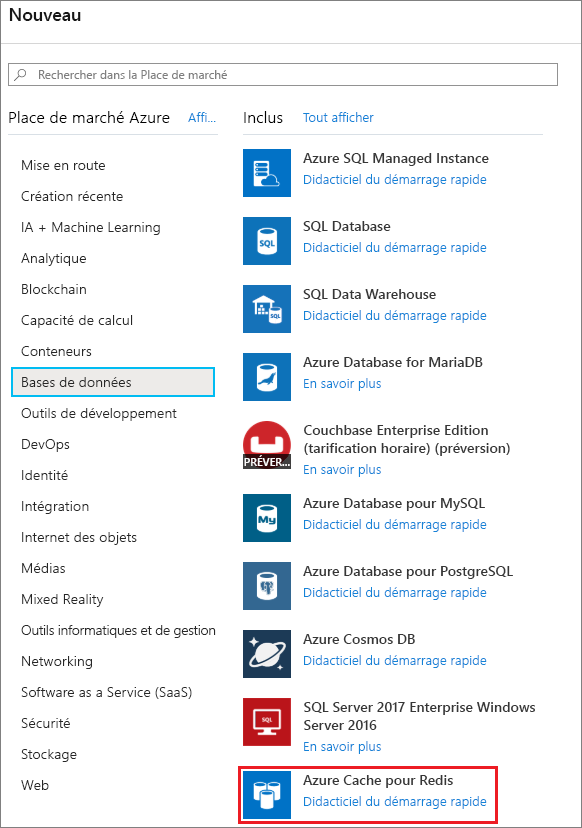 Nouveau
Rechercher dans la Place de marché
Place de marché Azure Affi...
Mise en route
Création récente
IA + Machine Learning
Analytique
Blockchain
Capacité de calcul
Conteneurs
Bases de données
Outils de développement
DevOps
Identité
Intégration
Internet des objets
Médias
Mixed Reality
Outils informatiques et de gestion
Networking
Software as a Service (SaaS)
Sécurité
Stockage
Web
Inclus Tout afficher
Azure SQL Managed Instance
Didacticiel du démarrage rapide
SQL
SQL Database
Didacticiel du démarrage rapide
SQL Data Warehouse
Didacticiel du démarrage rapide
Azure Database for MariaDB
En savoir plus
PRÉVER...
Couchbase Enterprise Edition
(tarification horaire) (préversion)
En savoir plus
My
Azure Database pour MySQL
Didacticiel du démarrage rapide
Azure Database pour PostgreSQL
Didacticiel du démarrage rapide
Azure Cosmos DB
Didacticiel du démarrage rapide
SQL
SQL Server 2017 Enterprise Windows
Server 2016
En savoir plus
Azure Cache pour Redis
Didacticiel du démarrage rapide